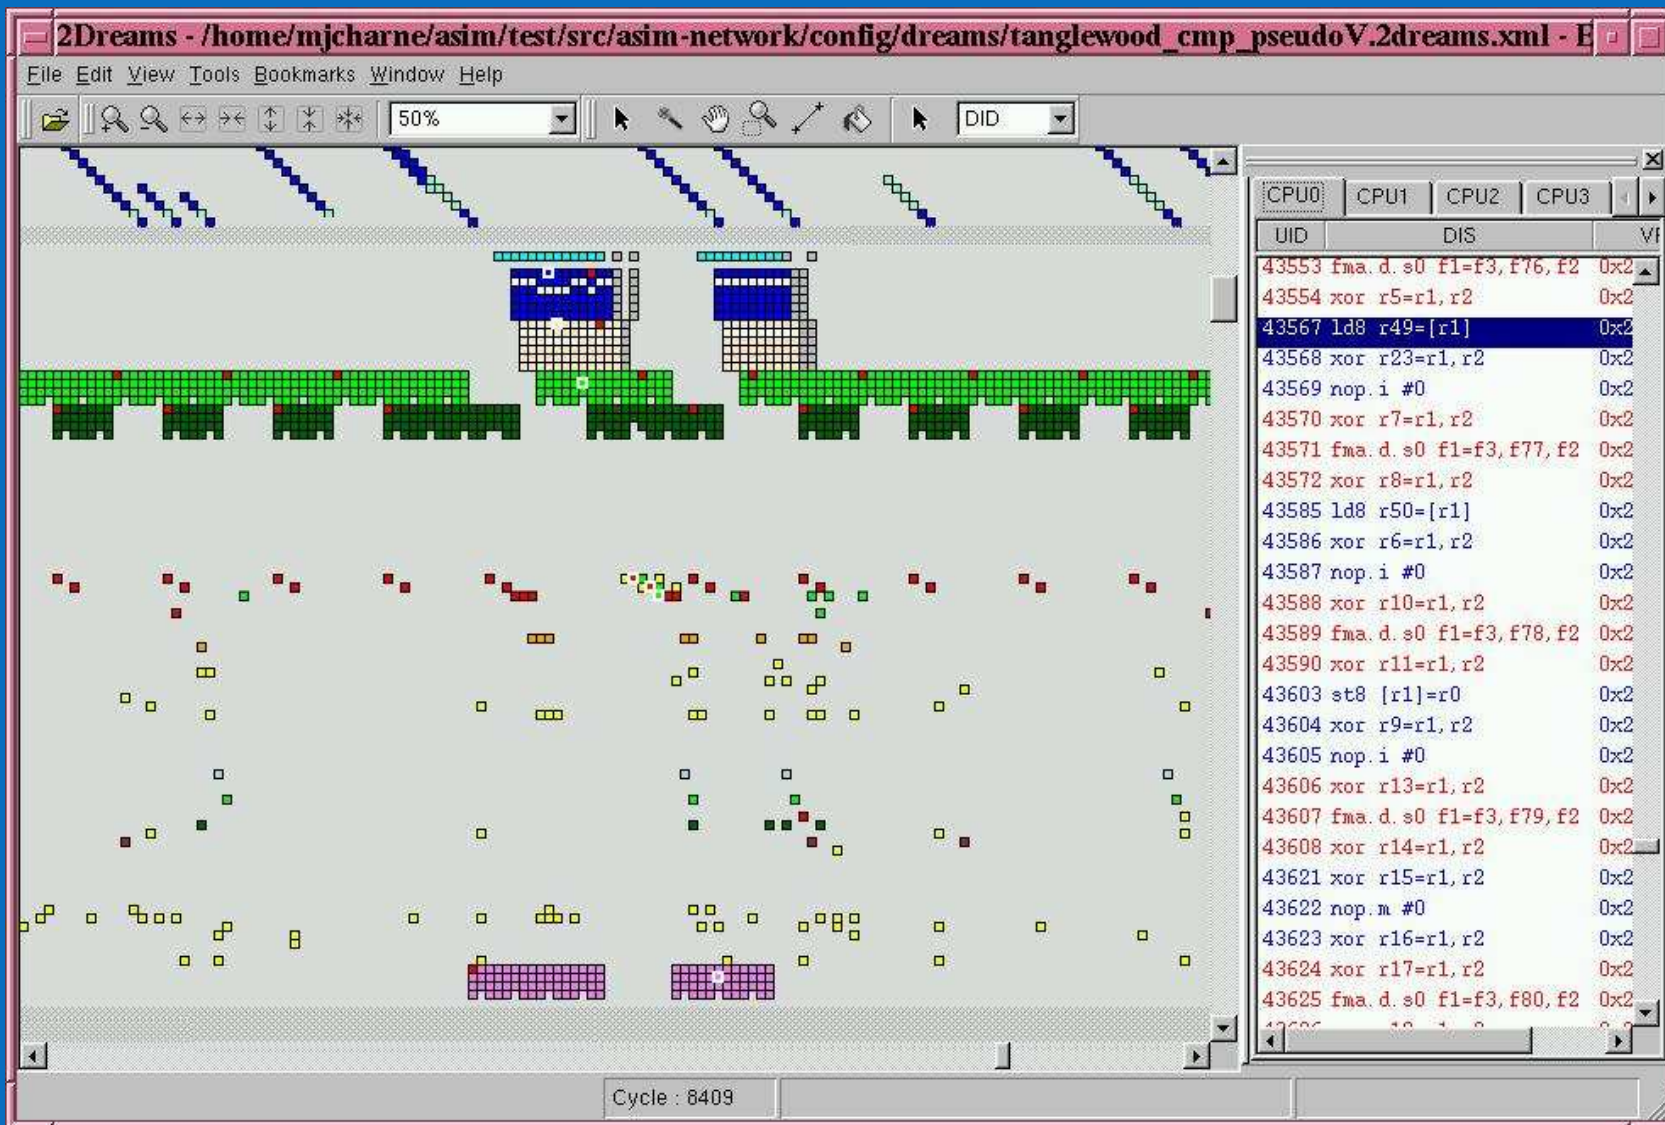 2Dreams - /home/mjcharne/asim/test/src/asim-network/config/dreams/tanglewood_cmp_pseudoV.2dreams.xml - E
File Edit View Tools Bookmarks Window Help
50% DID
CPU0 CPU1 CPU2 CPU3
UID DIS
43553 fma.d.s0 f1=f3,f76,f2 0x2
43554 xor r5=r1,r2 0x2
43567 ld8 r49=[r1] 0x2
43568 xor r23=r1,r2 0x2
43569 nop.i #0 0x2
43570 xor r7=r1,r2 0x2
43571 fma.d.s0 f1=f3,f77,f2 0x2
43572 xor r8=r1,r2 0x2
43585 ld8 r50=[r1] 0x2
43586 xor r6=r1,r2 0x2
43587 nop.i #0 0x2
43588 xor r10=r1,r2 0x2
43589 fma.d.s0 f1=f3,f78,f2 0x2
43590 xor r11=r1,r2 0x2
43603 st8 [r1]=r0 0x2
43604 xor r9=r1,r2 0x2
43605 nop.i #0 0x2
43606 xor r13=r1,r2 0x2
43607 fma.d.s0 f1=f3,f79,f2 0x2
43608 xor r14=r1,r2 0x2
43621 xor r15=r1,r2 0x2
43622 nop.m #0 0x2
43623 xor r16=r1,r2 0x2
43624 xor r17=r1,r2 0x2
43625 fma.d.s0 f1=f3,f80,f2 0x2
Cycle : 8409